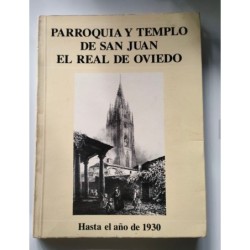 PARROQUIA Y TEMPLO
DE SAN JUAN
EL REAL DE OVIEDO
Hasta el año de 1930